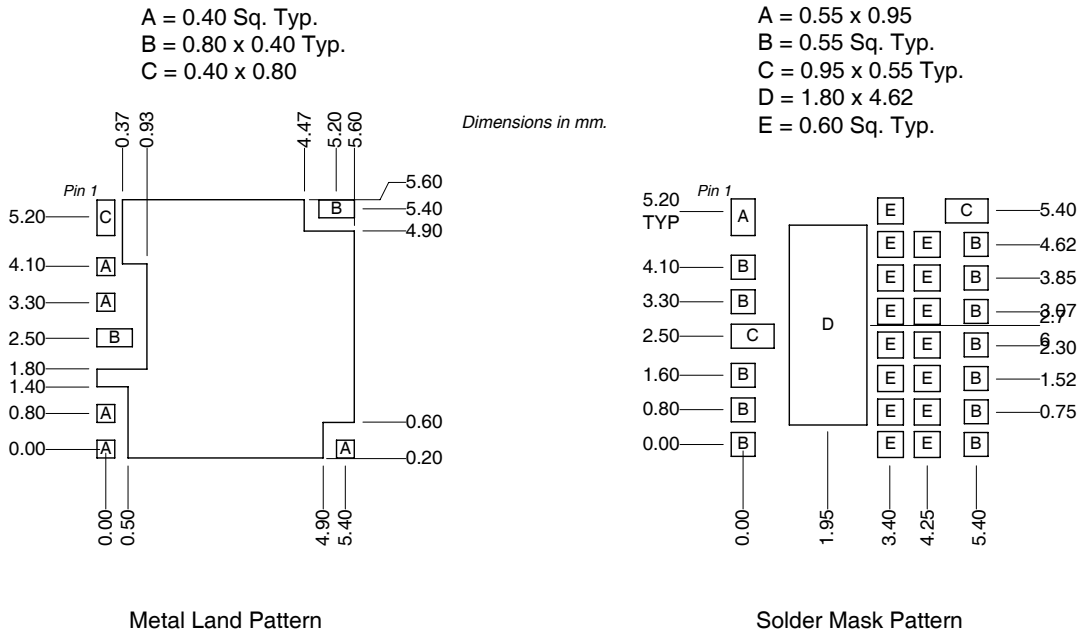 A = 0.40 Sq. Typ.
B = 0.80 x 0.40 Typ.
C = 0.40 x 0.80
0.37
0.93
4.47
5.20
5.60
Dimensions in mm.
Pin 1
5.20
C
B
5.60
5.40
4.90
4.10
A
3.30
A
2.50
B
1.80
1.40
0.80
A
0.60
0.00
A
A
0.20
0.00
0.50
4.90
5.40
Metal Land Pattern
A = 0.55 x 0.95
B = 0.55 Sq. Typ.
C = 0.95 x 0.55 Typ.
D = 1.80 x 4.62
E = 0.60 Sq. Typ.
Pin 1
5.20
TYP
A
E
C
5.40
E
E
B
4.62
4.10
B
E
E
B
3.85
3.30
B
E
E
B
3.07
D
2.7
6
2.50
C
E
E
B
2.30
1.60
B
E
E
B
1.52
0.80
B
E
E
B
0.75
0.00
B
E
E
B
0.00
1.95
3.40
4.25
5.40
Solder Mask Pattern